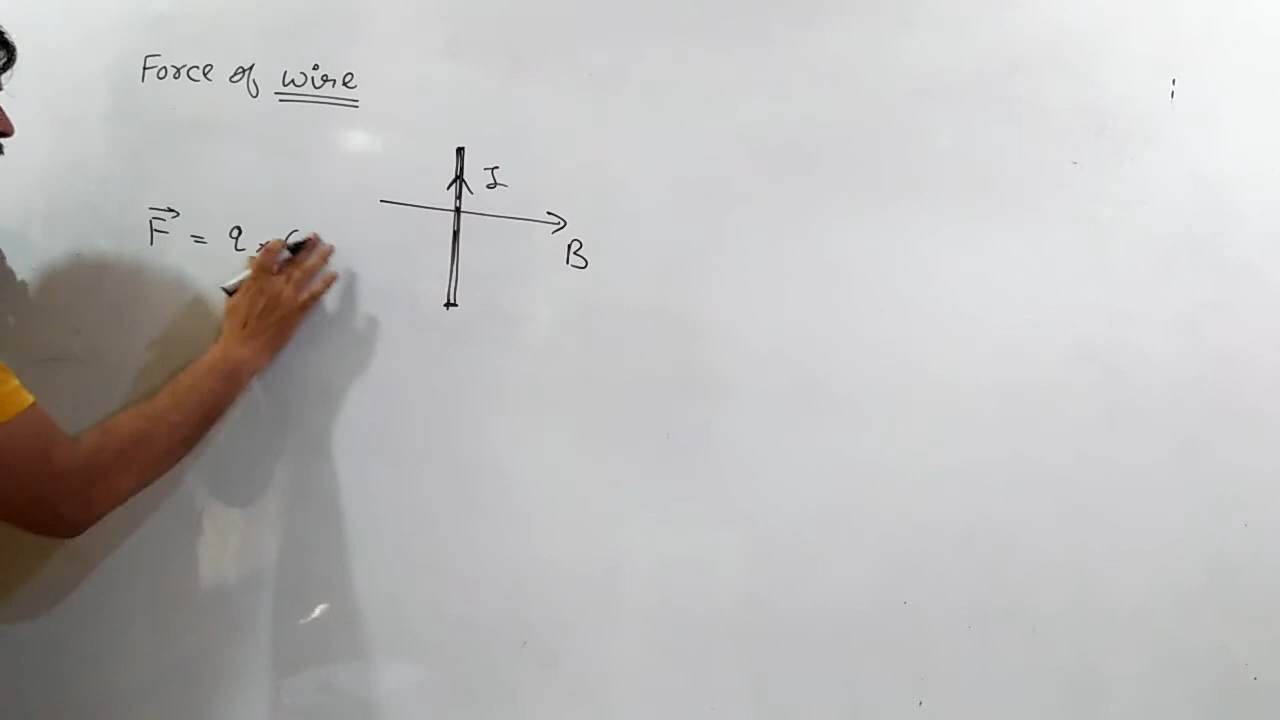 Force of wire
I
F = q
B